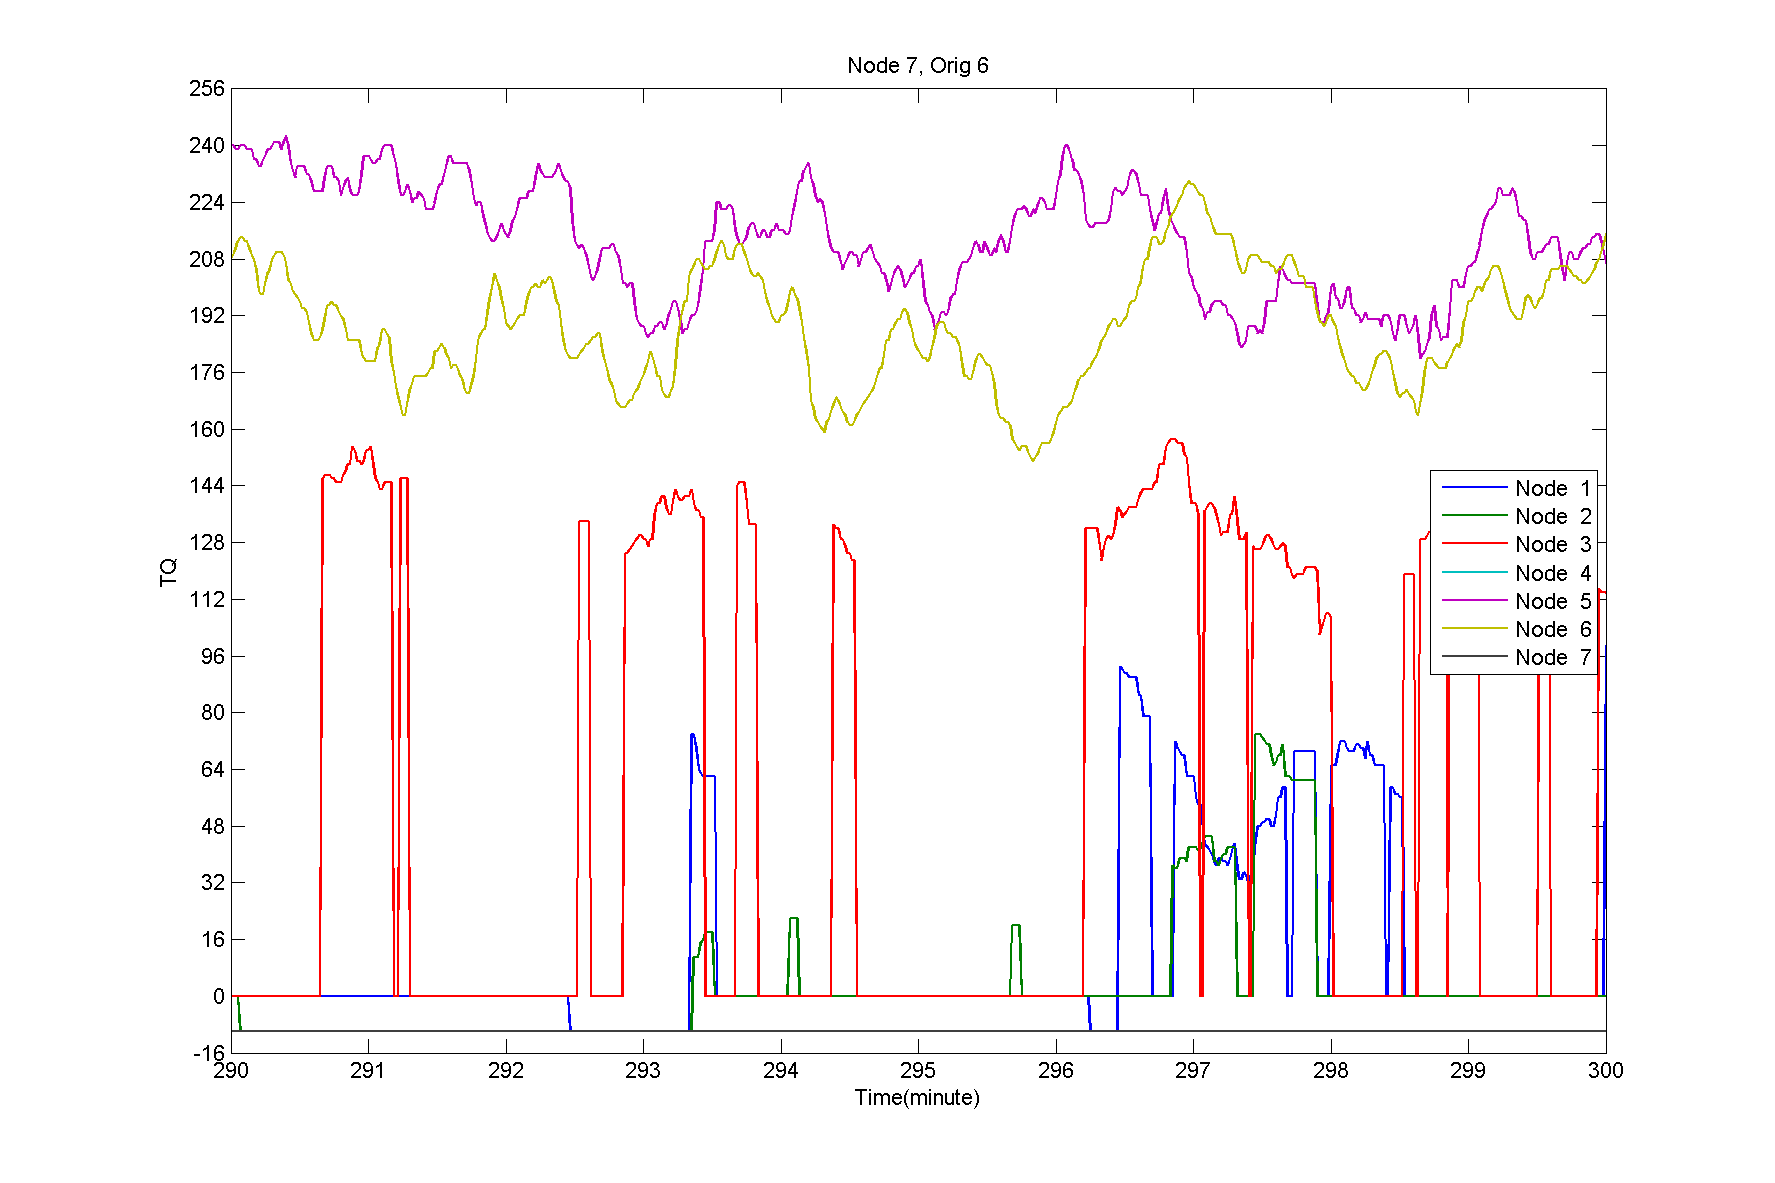 Node 7, Orig 6
256
240
224
208
192
176
160
144
128
112
96
80
64
48
32
16
0
-16
TQ
Node 1
Node 2
Node 3
Node 4
Node 5
Node 6
Node 7
290 291 292 293 294 295 296 297 298 299 300
Time(minute)